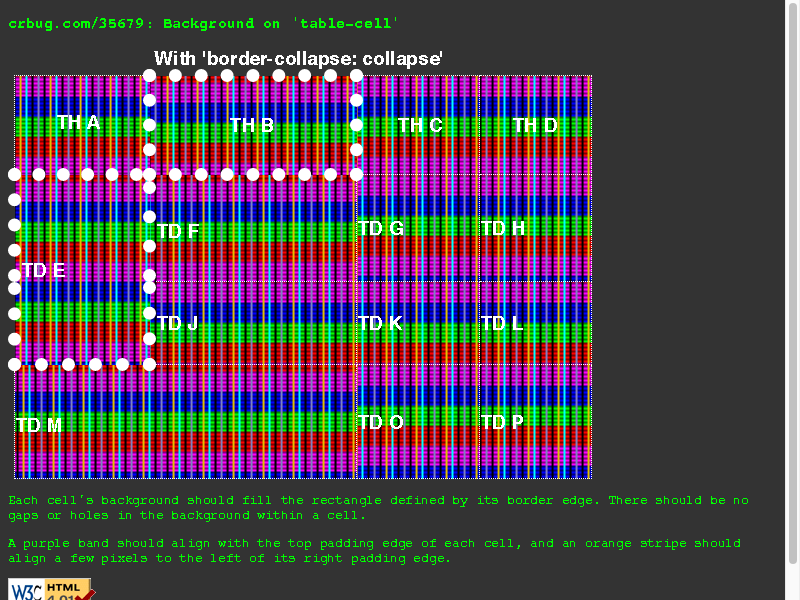 crbug.com/35679: Background on 'table-cell'
With 'border-collapse: collapse'
TH A TH B TH C TH D
TD F TD G TD H
TD E
TD J TD K TD L
TD M TD O TD P
Each cell's background should fill the rectangle defined by its border edge. There should be no
gaps or holes in the background within a cell.
A purple band should align with the top padding edge of each cell, and an orange stripe should
align a few pixels to the left of its right padding edge.
W3C HTML
4.01